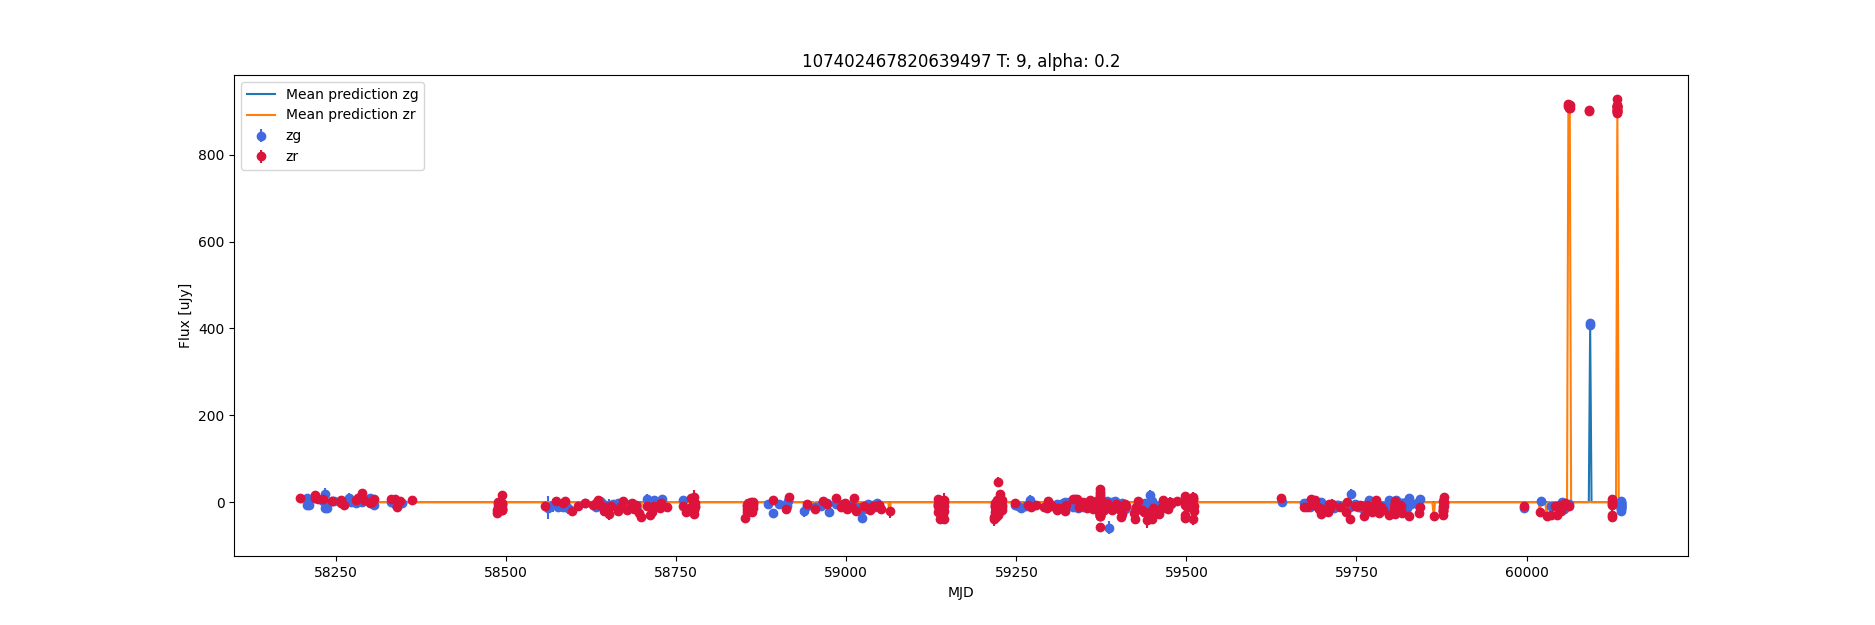 107402467820639497 T: 9, alpha: 0.2
Mean prediction zg
Mean prediction zr
zg
zr
800
600
400
200
0
Flux [uJy]
58250 58500 58750 59000 59250 59500 59750 60000
MJD